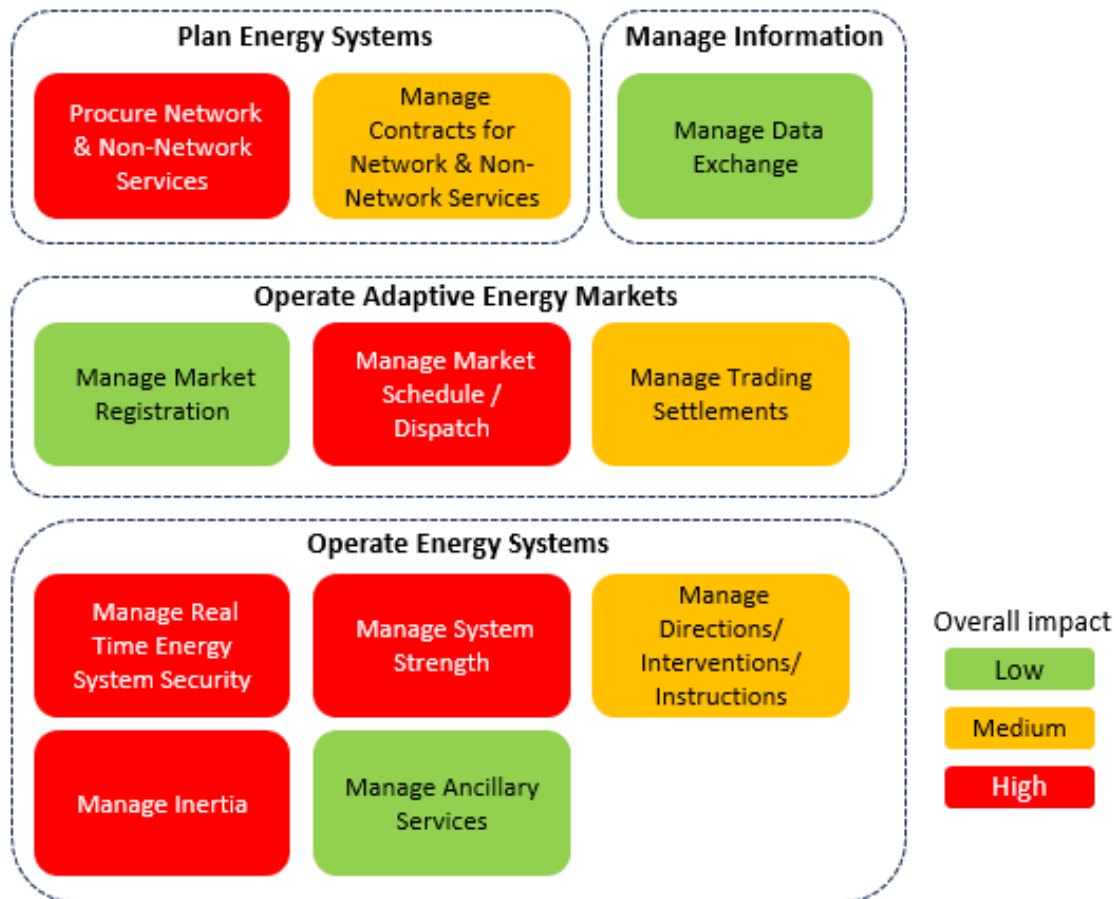 Plan Energy Systems
Procure Network
& Non-Network
Services
Manage
Contracts for
Network & Non-
Network Services
Manage Information
Manage Data
Exchange
Operate Adaptive Energy Markets
Manage Market
Registration
Manage Market
Schedule /
Dispatch
Manage Trading
Settlements
Operate Energy Systems
Manage Real
Time Energy
System Security
Manage System
Strength
Manage
Directions/
Interventions/
Instructions
Manage Inertia
Manage Ancillary
Services
Overall impact
Low
Medium
High